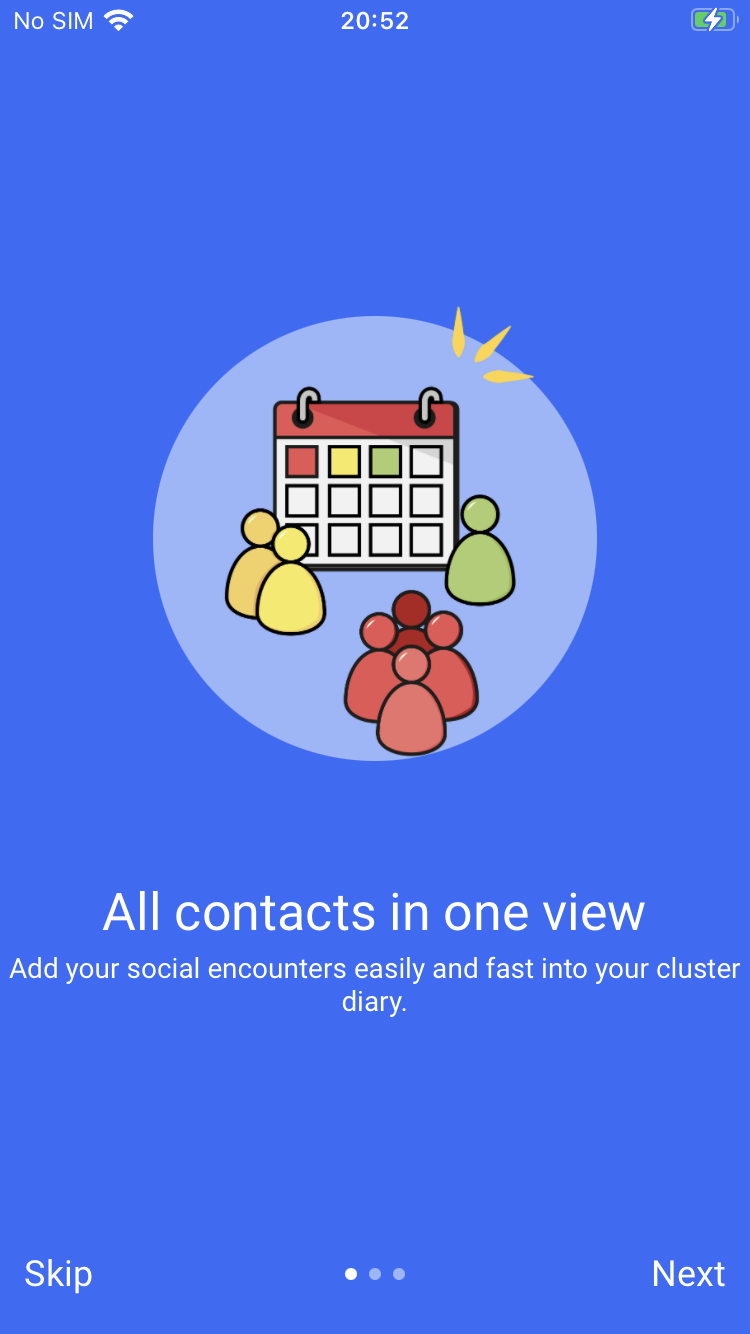 No SIM 20:52
All contacts in one view
Add your social encounters easily and fast into your cluster
diary.
Skip Next